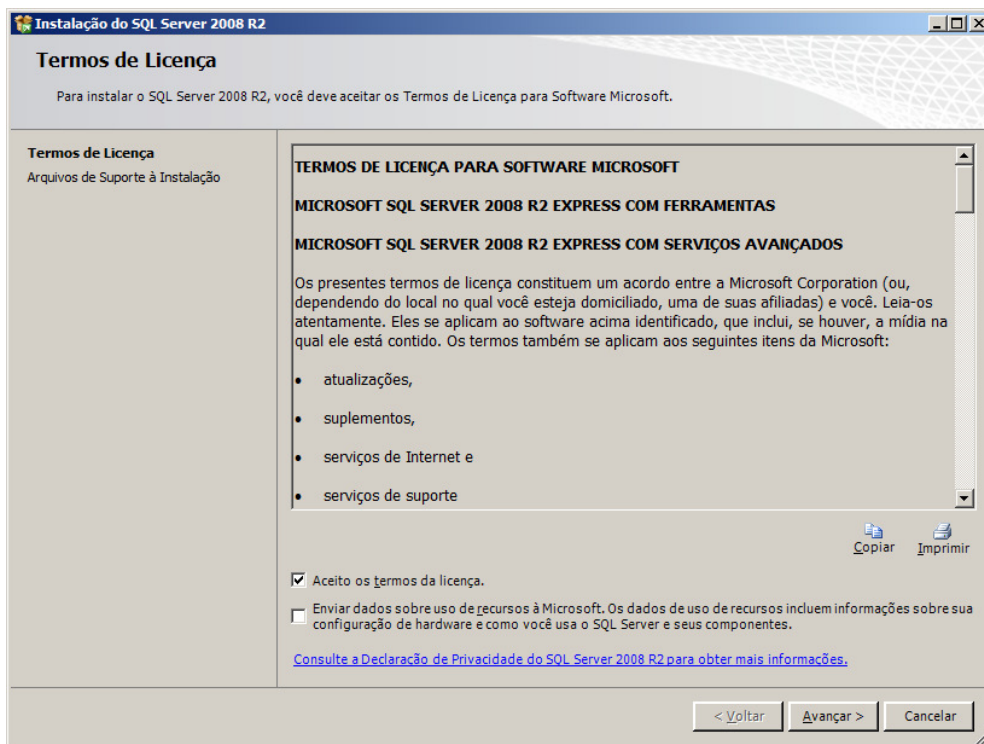 Instalação do SQL Server 2008 R2
Termos de Licença
Para instalar o SQL Server 2008 R2, você deve aceitar os Termos de Licença para Software Microsoft.
Termos de Licença
Arquivos de Suporte à Instalação
TERMOS DE LICENÇA PARA SOFTWARE MICROSOFT
MICROSOFT SQL SERVER 2008 R2 EXPRESS COM FERRAMENTAS
MICROSOFT SQL SERVER 2008 R2 EXPRESS COM SERVIÇOS AVANÇADOS
Os presentes termos de licença constituem um acordo entre a Microsoft Corporation (ou,
dependendo do local no qual você esteja domiciliado, uma de suas afiliadas) e você. Leia-os
atentamente. Eles se aplicam ao software acima identificado, que inclui, se houver, a mídia na
qual ele está contido. Os termos também se aplicam aos seguintes itens da Microsoft:
• atualizações,
• suplementos,
• serviços de Internet e
• serviços de suporte
Copiar Imprimir
Aceito os termos da licença.
Enviar dados sobre uso de recursos à Microsoft. Os dados de uso de recursos incluem informações sobre sua
configuração de hardware e como você usa o SQL Server e seus componentes.
Consulte a Declaração de Privacidade do SQL Server 2008 R2 para obter mais informações.
< Voltar Avançar > Cancelar